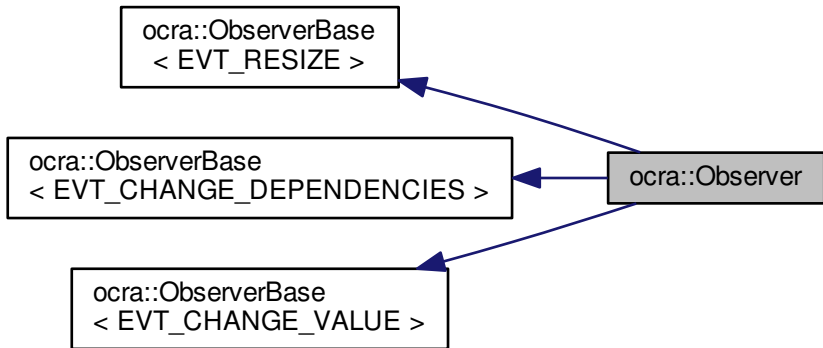 ocra::ObserverBase
< EVT_RESIZE >
ocra::ObserverBase
< EVT_CHANGE_DEPENDENCIES >
ocra::Observer
ocra::ObserverBase
< EVT_CHANGE_VALUE >